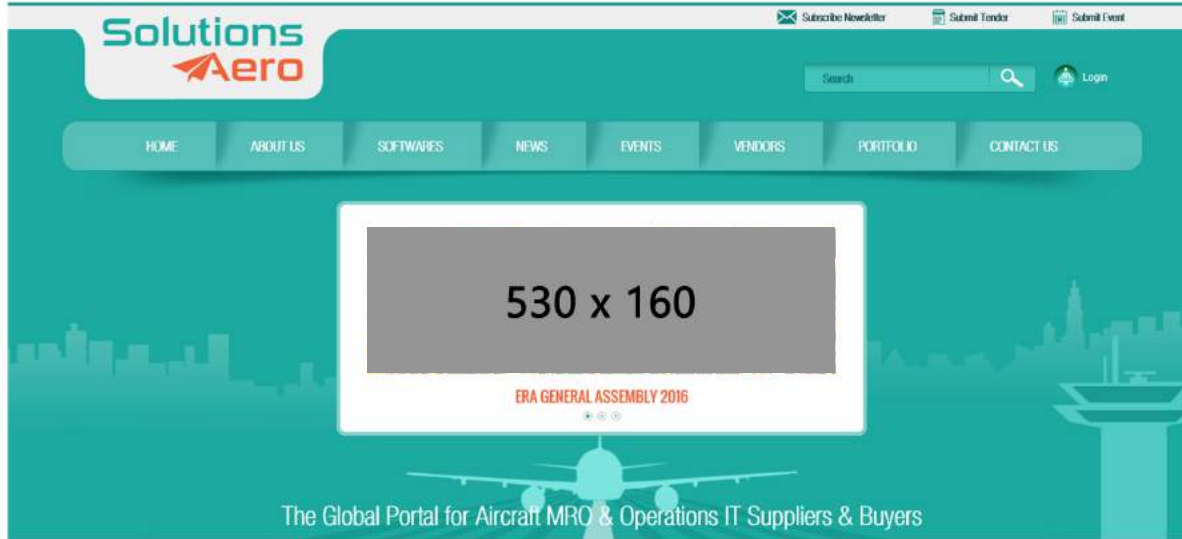 Subscribe Newsletter Submit Tender Submit Event
Solutions
Aero
Search Login
HOME ABOUT US SOFTWARES NEWS EVENTS VENDORS PORTFOLIO CONTACT US
530 x 160
ERA GENERAL ASSEMBLY 2016
The Global Portal for Aircraft MRO & Operations IT Suppliers & Buyers